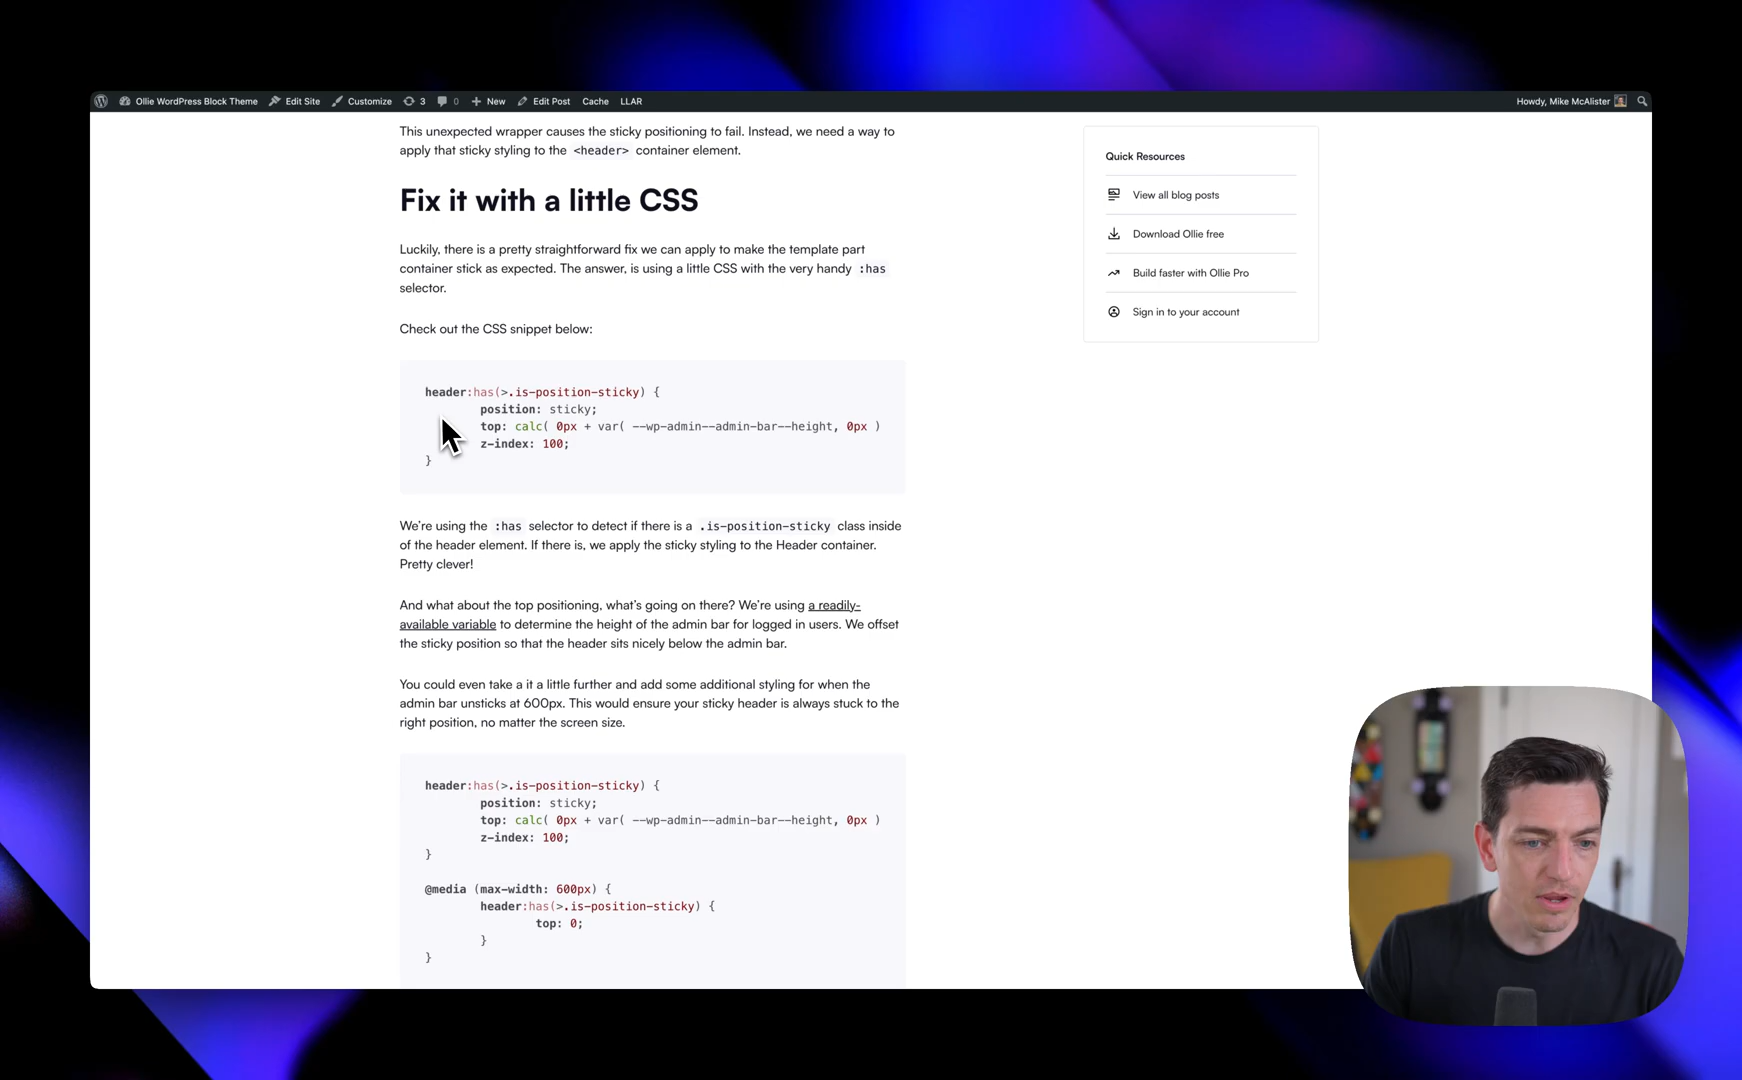 Ollie WordPress Block Theme Edit Site Customize 3 0 New Edit Post Cache LLAR Howdy, Mike McAlister
This unexpected wrapper causes the sticky positioning to fail. Instead, we need a way to
apply that sticky styling to the <header> container element.
Fix it with a little CSS
Luckily, there is a pretty straightforward fix we can apply to make the template part
container stick as expected. The answer, is using a little CSS with the very handy :has
selector.
Check out the CSS snippet below:
header:has(>.is-position-sticky) {
position: sticky;
top: calc( 0px + var( --wp-admin--admin-bar--height, 0px )
z-index: 100;
}
We're using the :has selector to detect if there is a .is-position-sticky class inside
of the header element. If there is, we apply the sticky styling to the Header container.
Pretty clever!
And what about the top positioning, what's going on there? We're using a readily-
available variable to determine the height of the admin bar for logged in users. We offset
the sticky position so that the header sits nicely below the admin bar.
You could even take a it a little further and add some additional styling for when the
admin bar unsticks at 600px. This would ensure your sticky header is always stuck to the
right position, no matter the screen size.
header:has(>.is-position-sticky) {
position: sticky;
top: calc( 0px + var( --wp-admin--admin-bar--height, 0px )
z-index: 100;
}
@media (max-width: 600px) {
header:has(>.is-position-sticky) {
top: 0;
}
}
Quick Resources
View all blog posts
Download Ollie free
Build faster with Ollie Pro
Sign in to your account